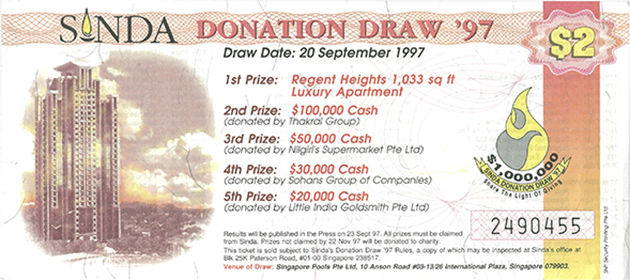 SINDA DONATION DRAW '97
$2
Draw Date: 20 September 1997
1st Prize: Regent Heights 1,033 sq ft
Luxury Apartment
2nd Prize: $100,000 Cash
(donated by Thakral Group)
3rd Prize: $50,000 Cash
(donated by Nilgiri's Supermarket Pte Ltd)
4th Prize: $30,000 Cash
(donated by Sohans Group of Companies)
5th Prize: $20,000 Cash
(donated by Little India Goldsmith Pte Ltd)
$1,000,000
SINDA DONATION DRAW '97
Share The Light Of Giving
2490455
Results will be published in the Press on 23 Sept 97. All prizes must be claimed
from Sinda. Prizes not claimed by 22 Nov 97 will be donated to charity.
This ticket is sold subject to Sinda's Donation Draw '97 Rules, a copy of which may be inspected at Sinda's office at
Blk 25K Paterson Road, #01-00 Singapore 238517.
Venue of Draw: Singapore Pools Pte Ltd, 10 Anson Road #03-13/26 International Plaza, Singapore 079903.
SNP Security Printing Pte Ltd